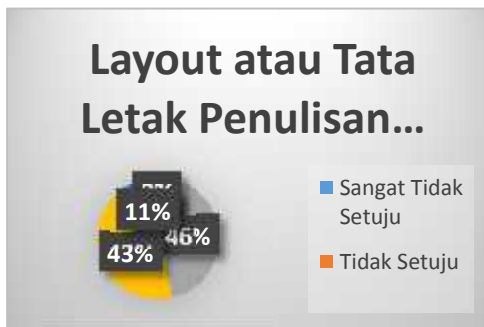 Layout atau Tata
Letak Penulisan...
11%
46%
43%
Sangat Tidak
Setuju
Tidak Setuju